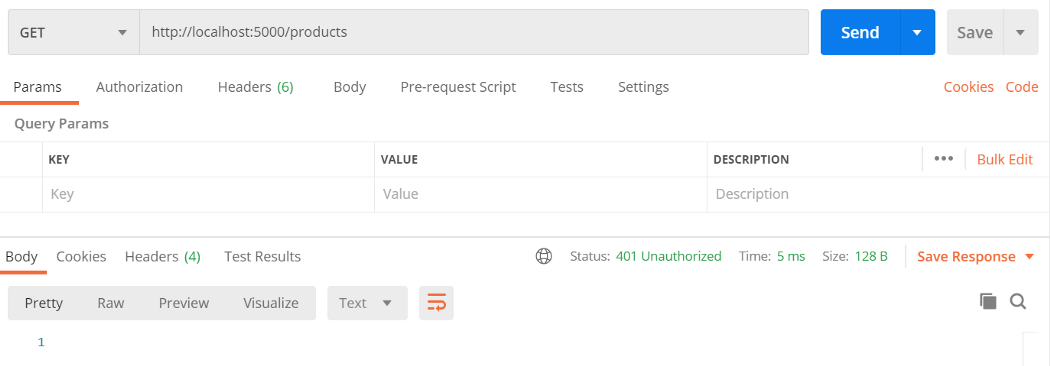 GET http://localhost:5000/products Send Save
Params Authorization Headers (6) Body Pre-request Script Tests Settings Cookies Code
Query Params
KEY VALUE DESCRIPTION ••• Bulk Edit
Key Value Description
Body Cookies Headers (4) Test Results Status: 401 Unauthorized Time: 5 ms Size: 128 B Save Response
Pretty Raw Preview Visualize Text
1